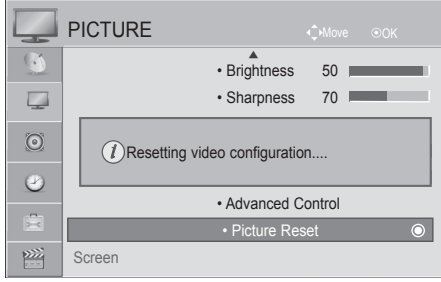 PICTURE Move OK
• Brightness 50
• Sharpness 70
i Resetting video configuration....
• Advanced Control
• Picture Reset
Screen